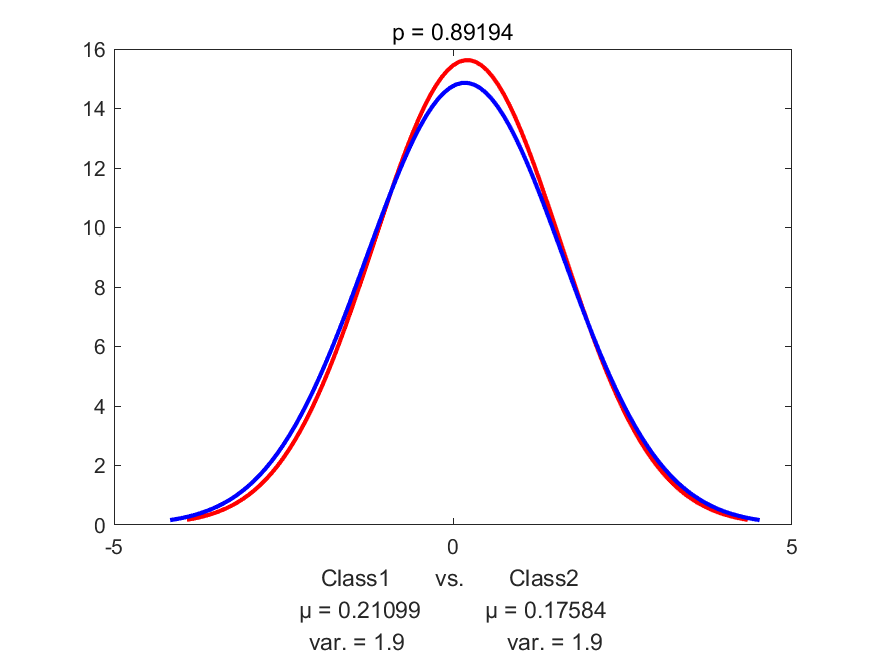 p = 0.89194
16
14
12
10
8
6
4
2
0
-5 0 5
Class1 vs. Class2
μ = 0.21099 μ = 0.17584
var. = 1.9 var. = 1.9